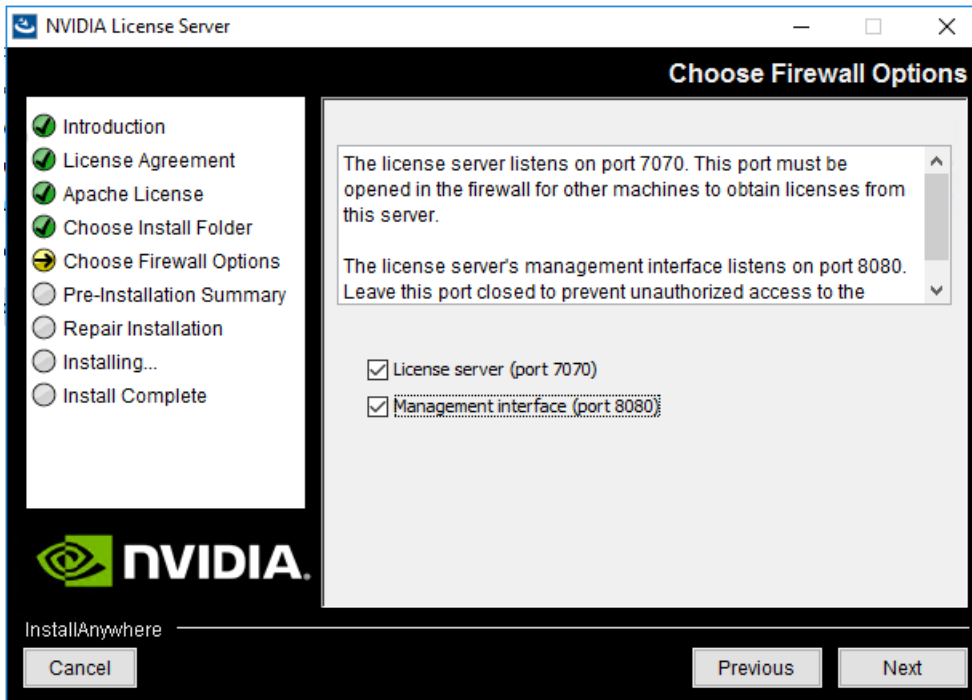 NVIDIA License Server
Choose Firewall Options
Introduction
License Agreement
Apache License
Choose Install Folder
Choose Firewall Options
Pre-Installation Summary
Repair Installation
Installing...
Install Complete
The license server listens on port 7070. This port must be
opened in the firewall for other machines to obtain licenses from
this server.
The license server's management interface listens on port 8080.
Leave this port closed to prevent unauthorized access to the
License server (port 7070)
Management interface (port 8080)
NVIDIA.
InstallAnywhere
Cancel
Previous
Next